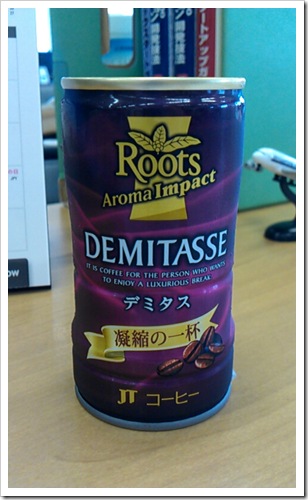 Roots
Aroma Impact
DEMITASSE
IT IS COFFEE FOR THE PERSON WHO WANTS
TO ENJOY A LUXURIOUS BREAK
デミタス
凝縮の一杯
JT コーヒー